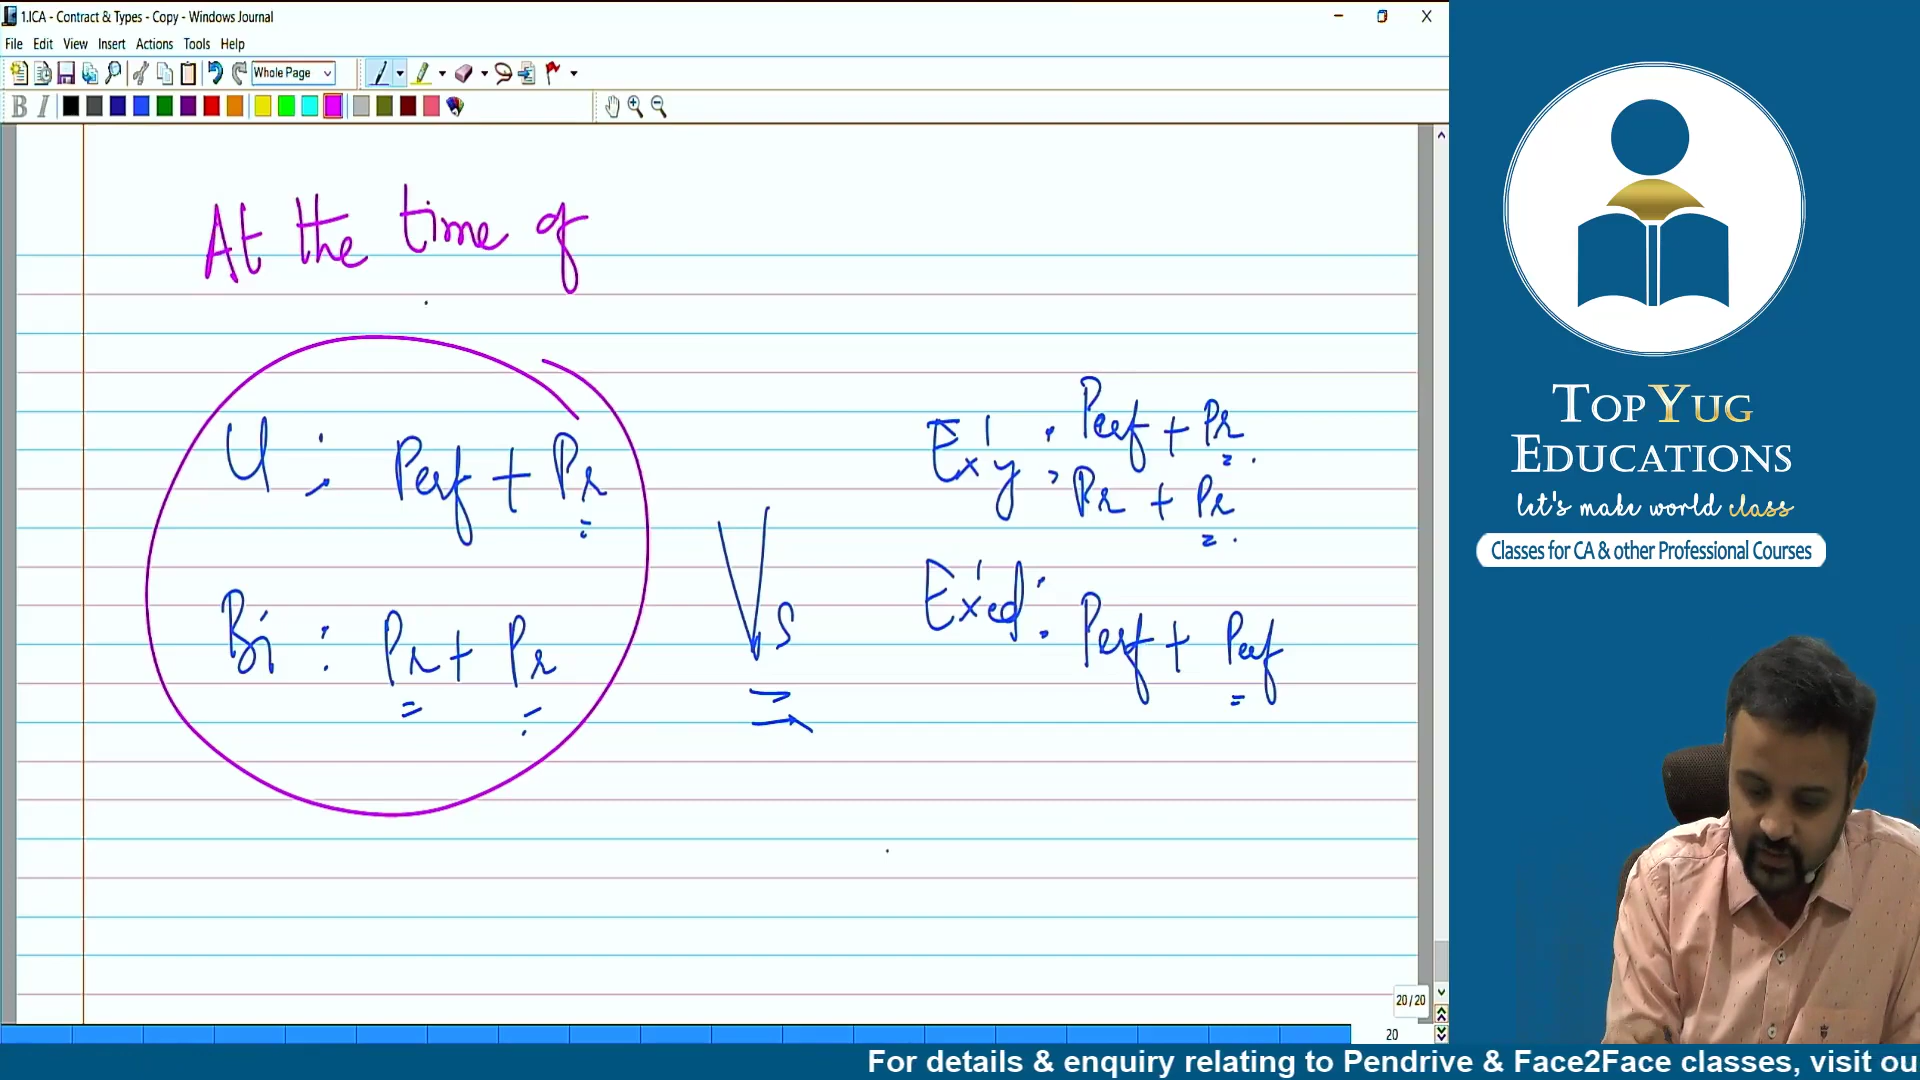 1.ICA - Contract & Types - Copy - Windows Journal
File Edit View Insert Actions Tools Help
Whole Page
B I
At the time of
U : Perf + Pr
Bi : Pr + Pr
Vs
Ex'y : Perf + Pr
Pr + Pr
Ex'ed : Perf + Perf
20 / 20
20
TOPYUG
EDUCATIONS
let's make world class
Classes for CA & other Professional Courses
For details & enquiry relating to Pendrive & Face2Face classes, visit ou